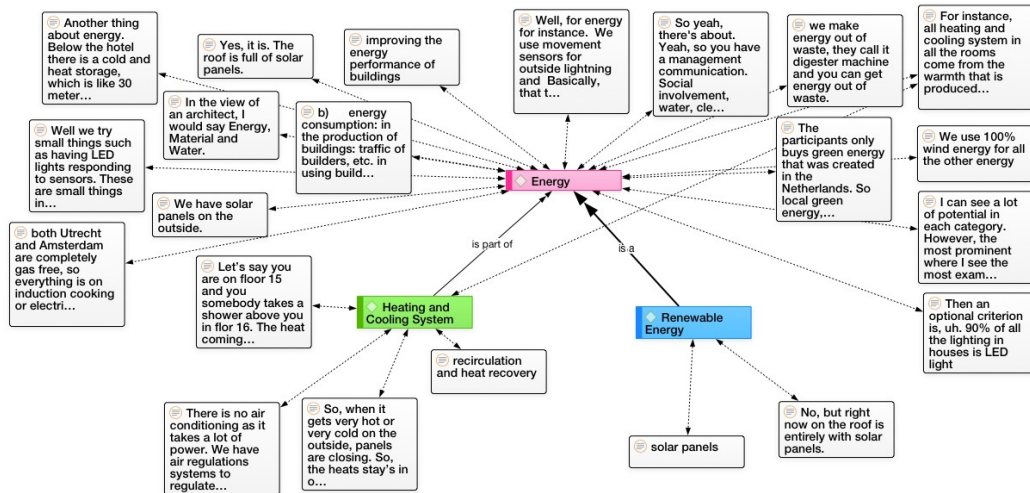 Another thing
about energy.
Below the hotel
there is a cold and
heat storage,
which is like 30
meter…
Yes, it is. The
roof is full of solar
panels.
improving the
energy
performance of
buildings
Well, for energy
for instance. We
use movement
sensors for
outside lightning
and Basically,
that t…
So yeah,
there's about.
Yeah, so you have
a management
communication.
Social
involvement,
water, cle…
we make
energy out of
waste, they call it
digester machine
and you can get
energy out of
waste.
For instance,
all heating and
cooling system in
all the rooms
come from the
warmth that is
produced…
In the view of
an architect, I
would say Energy,
Material and
Water.
b) energy
consumption: in
the production of
buildings: traffic of
builders, etc. in
using build…
Well we try
small things such
as having LED
lights responding
to sensors. These
are small things
in…
The
participants only
buys green energy
that was created
in the
Netherlands. So
local green
energy,…
We use 100%
wind energy for all
the other energy
Energy
We have solar
panels on the
outside.
I can see a lot
of potential in
each category.
However, the
most prominent
where I see the
most exam…
both Utrecht
and Amsterdam
are completely
gas free, so
everything is on
induction cooking
or electri…
is part of
is a
Let's say you
are on floor 15
and you
somebody takes a
shower above you
in flor 16. The heat
coming…
Heating and
Cooling System
Renewable
Energy
Then an
optional criterion
is, uh. 90% of all
the lighting in
houses is LED
light
recirculation
and heat recovery
There is no air
conditioning as it
takes a lot of
power. We have
air regulations
systems to
regulate…
So, when it
gets very hot or
very cold on the
outside, panels
are closing. So,
the heats stay's in
o…
solar panels
No, but right
now on the roof is
entirely with solar
panels.